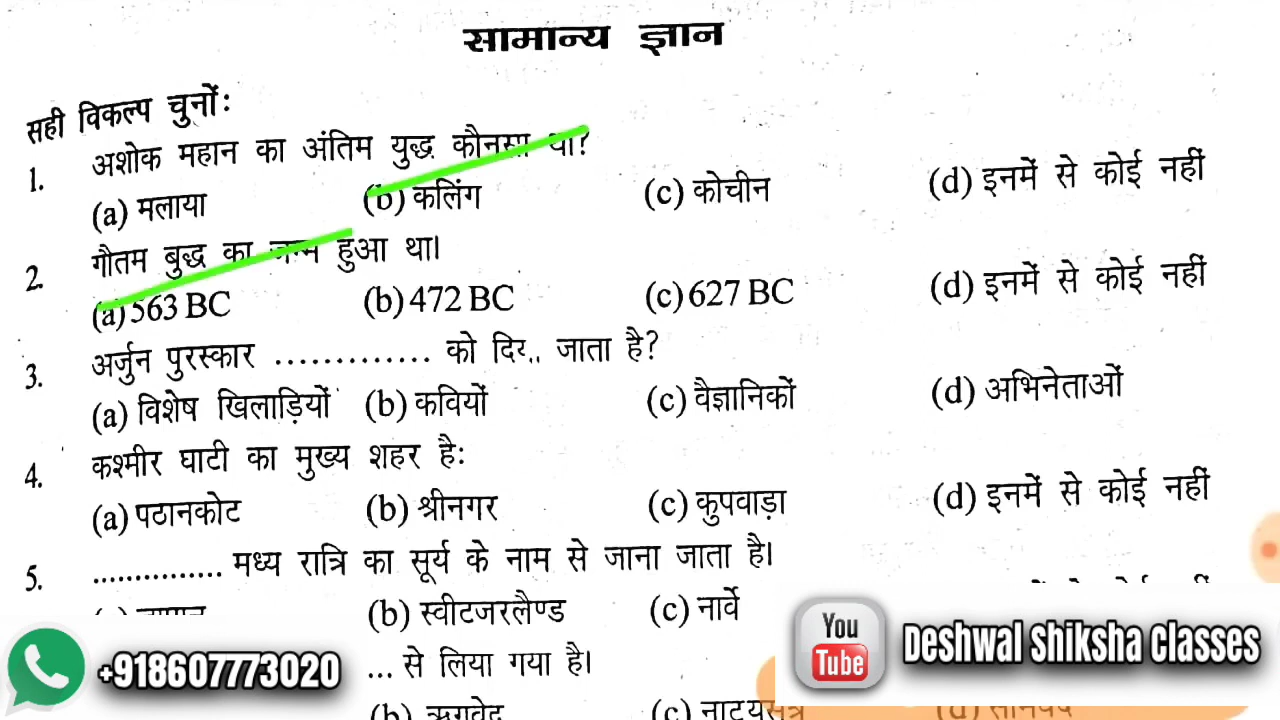 सामान्य ज्ञान
सही विकल्प चुनों:
1. अशोक महान का अंतिम युद्ध कौनसा था?
(a) मलाया (b) कलिंग (c) कोचीन (d) इनमें से कोई नहीं
2. गौतम बुद्ध का जन्म हुआ था।
(a) 563 BC (b) 472 BC (c) 627 BC (d) इनमें से कोई नहीं
3. अर्जुन पुरस्कार ............. को जाता है?
(a) विशेष खिलाड़ियों (b) कवियों (c) वैज्ञानिकों (d) अभिनेताओं
4. कश्मीर घाटी का मुख्य शहर है:
(a) पठानकोट (b) श्रीनगर (c) कुपवाड़ा (d) इनमें से कोई नहीं
5. ............... मध्य रात्रि का सूर्य के नाम से जाना जाता है।
(b) स्वीटजरलैण्ड (c) नार्वे
... से लिया गया है।
(b) ऋगवेद (c)
+918607773020
You Tube
Deshwal Shiksha classes